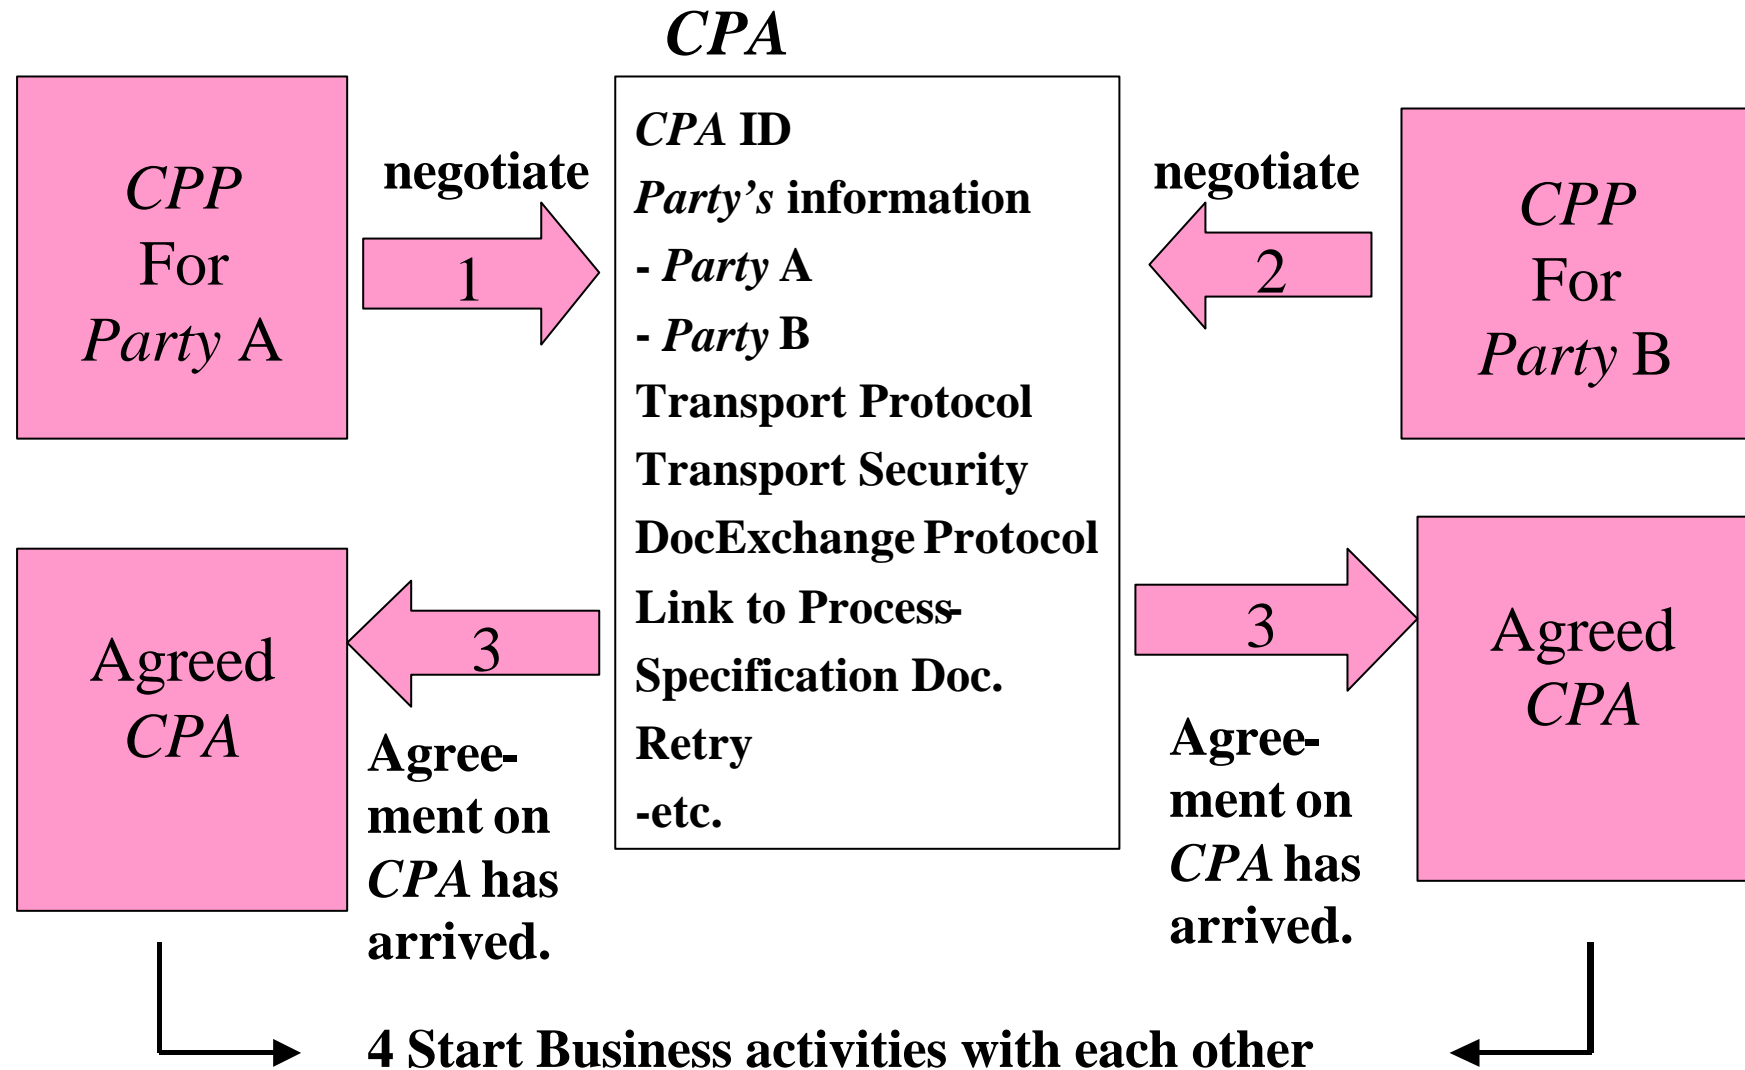 CPA
CPP
For
Party A
negotiate
1
CPA ID
Party’s information
- Party A
- Party B
Transport Protocol
Transport Security
DocExchange Protocol
Link to Process-
Specification Doc.
Retry
-etc.
negotiate
2
CPP
For
Party B
Agreed
CPA
3
Agree-
ment on
CPA has
arrived.
3
Agree-
ment on
CPA has
arrived.
Agreed
CPA
4 Start Business activities with each other